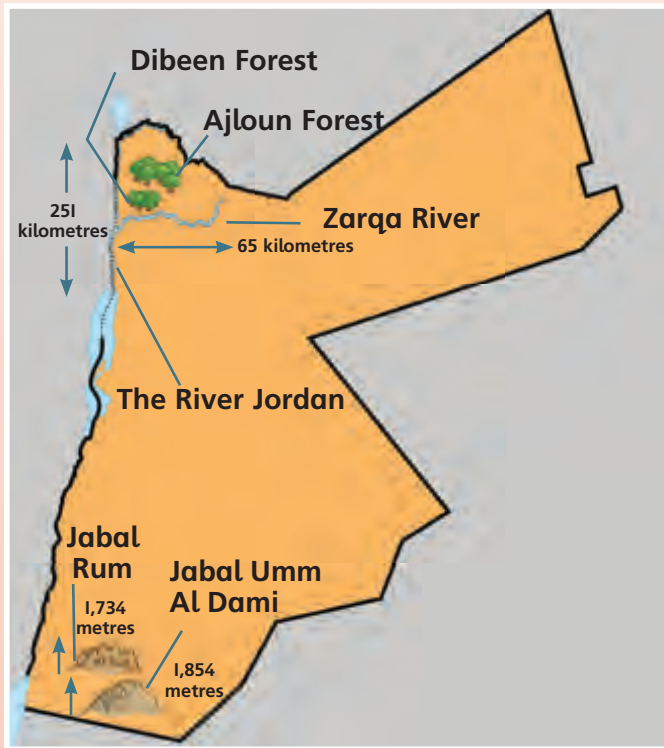 Dibeen Forest
Ajloun Forest
251
kilometres
Zarqa River
65 kilometres
The River Jordan
Jabal
Rum
1,734
metres
Jabal Umm
Al Dami
1,854
metres